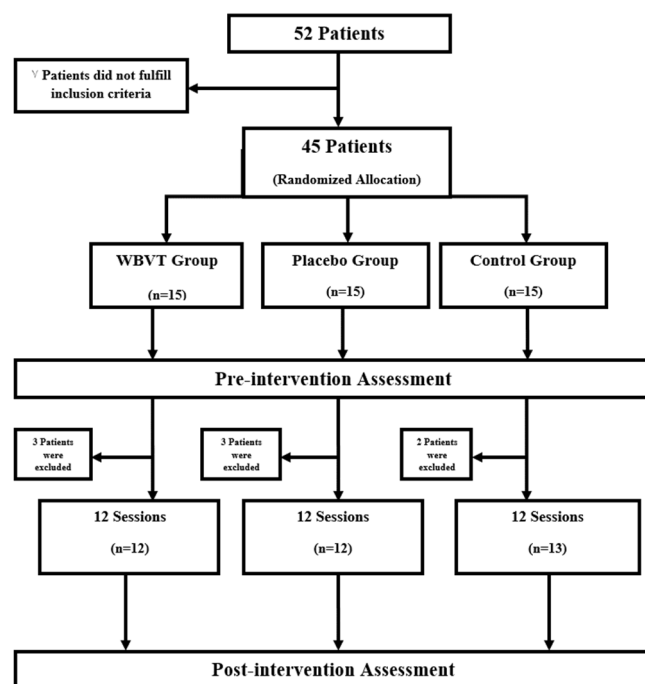 52 Patients
٧ Patients did not fulfill
inclusion criteria
45 Patients
(Randomized Allocation)
WBVT Group
(n=15)
Placebo Group
(n=15)
Control Group
(n=15)
Pre-intervention Assessment
3 Patients
were
excluded
3 Patients
were
excluded
2 Patients
were
excluded
12 Sessions
(n=12)
12 Sessions
(n=12)
12 Sessions
(n=13)
Post-intervention Assessment